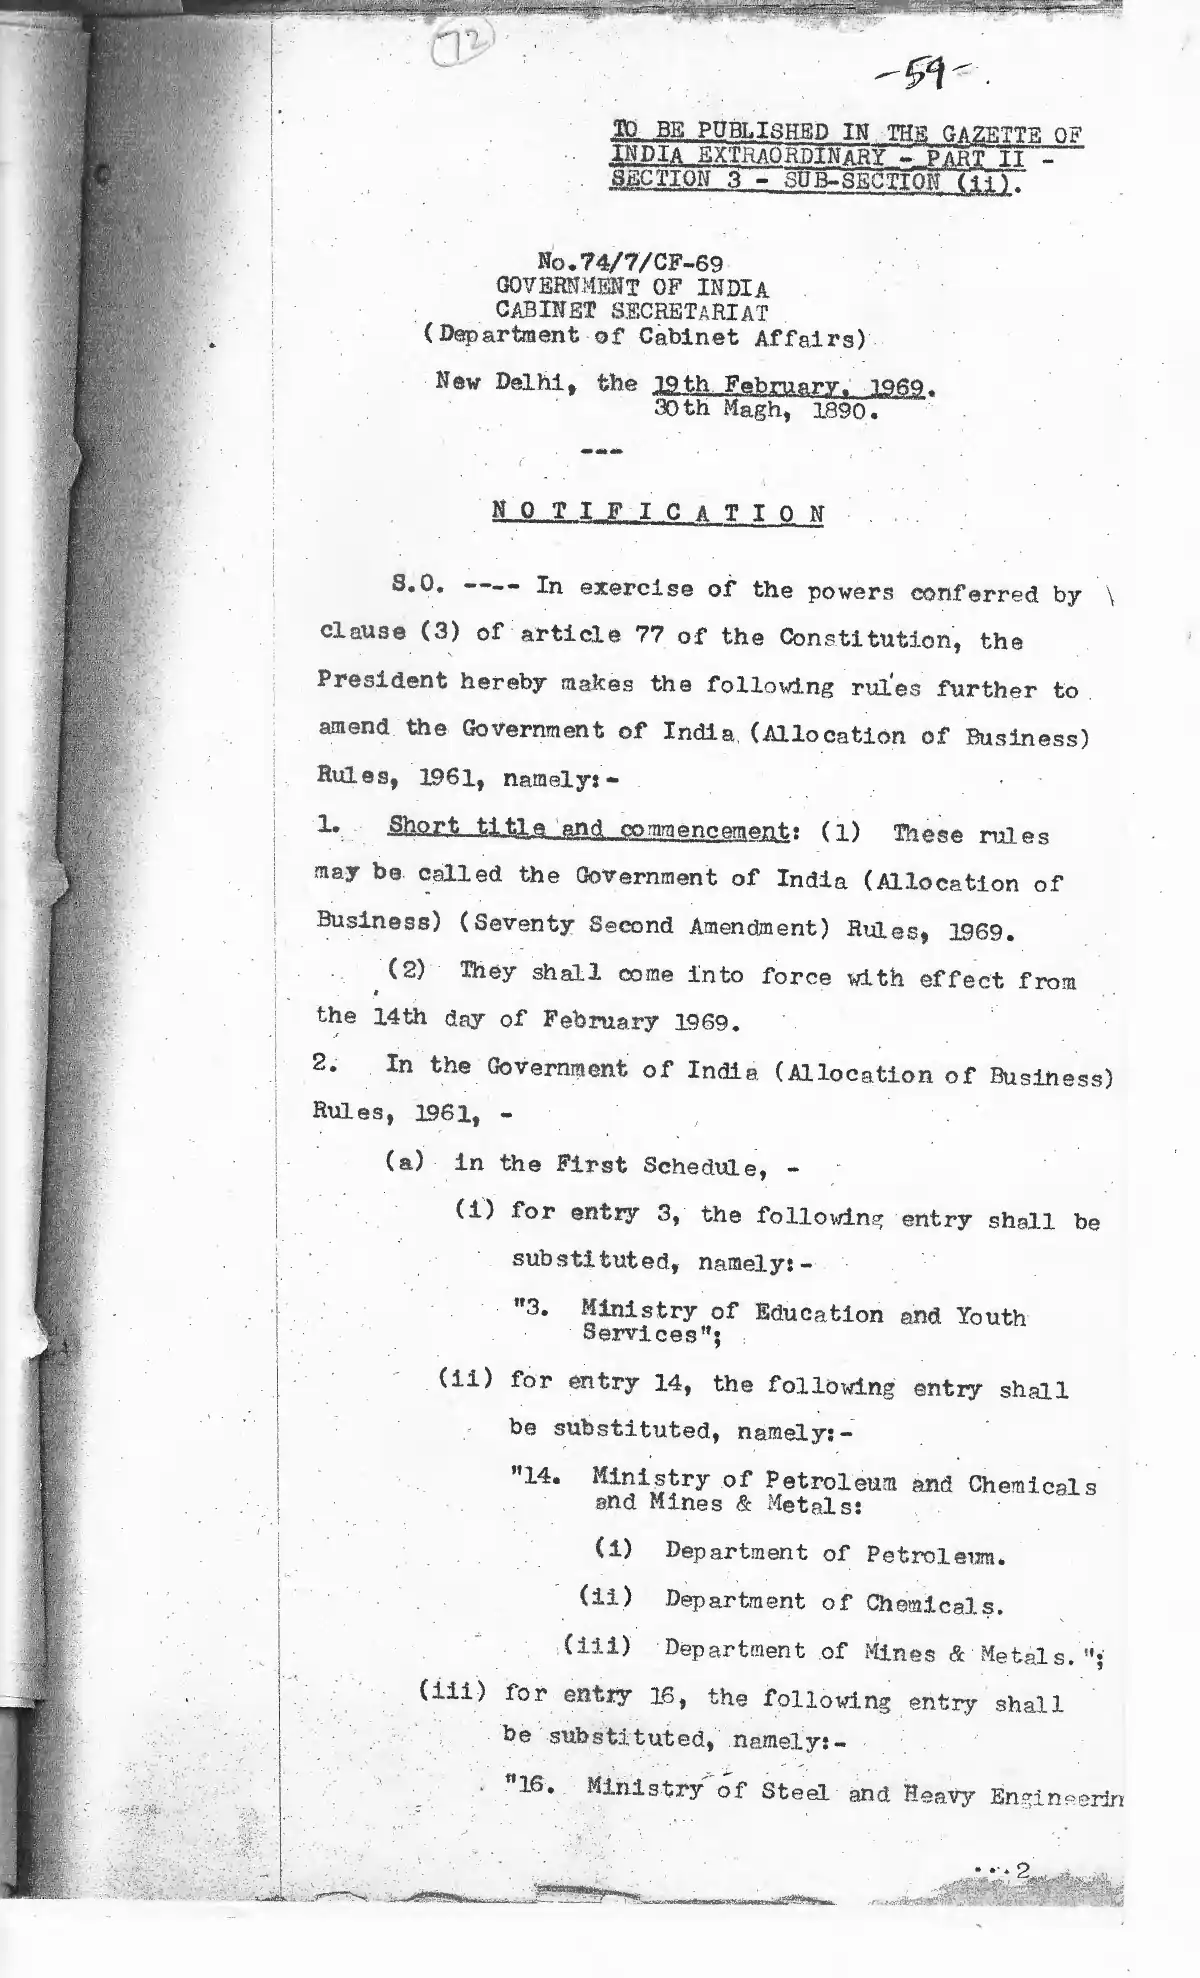 72
-59-
TO BE PUBLISHED IN THE GAZETTE OF
INDIA EXTRAORDINARY - PART II -
SECTION 3 - SUB-SECTION (ii).
No.74/7/CF-69
GOVERNMENT OF INDIA
CABINET SECRETARIAT
(Department of Cabinet Affairs)
New Delhi, the 19th February, 1969.
30th Magh, 1890.
---
N O T I F I C A T I O N
S.O. ---- In exercise of the powers conferred by
clause (3) of article 77 of the Constitution, the
President hereby makes the following rules further to
amend the Government of India (Allocation of Business)
Rules, 1961, namely:-
1. Short title and commencement: (1) These rules
may be called the Government of India (Allocation of
Business) (Seventy Second Amendment) Rules, 1969.
(2) They shall come into force with effect from
the 14th day of February 1969.
2. In the Government of India (Allocation of Business)
Rules, 1961, -
(a) in the First Schedule, -
(i) for entry 3, the following entry shall be
substituted, namely:-
"3. Ministry of Education and Youth
Services";
(ii) for entry 14, the following entry shall
be substituted, namely:-
"14. Ministry of Petroleum and Chemicals
and Mines & Metals:
(i) Department of Petroleum.
(ii) Department of Chemicals.
(iii) Department of Mines & Metals.";
(iii) for entry 16, the following entry shall
be substituted, namely:-
"16. Ministry of Steel and Heavy Engineerin
...2